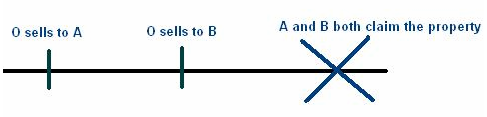 O sells to A
O sells to B
A and B both claim the property